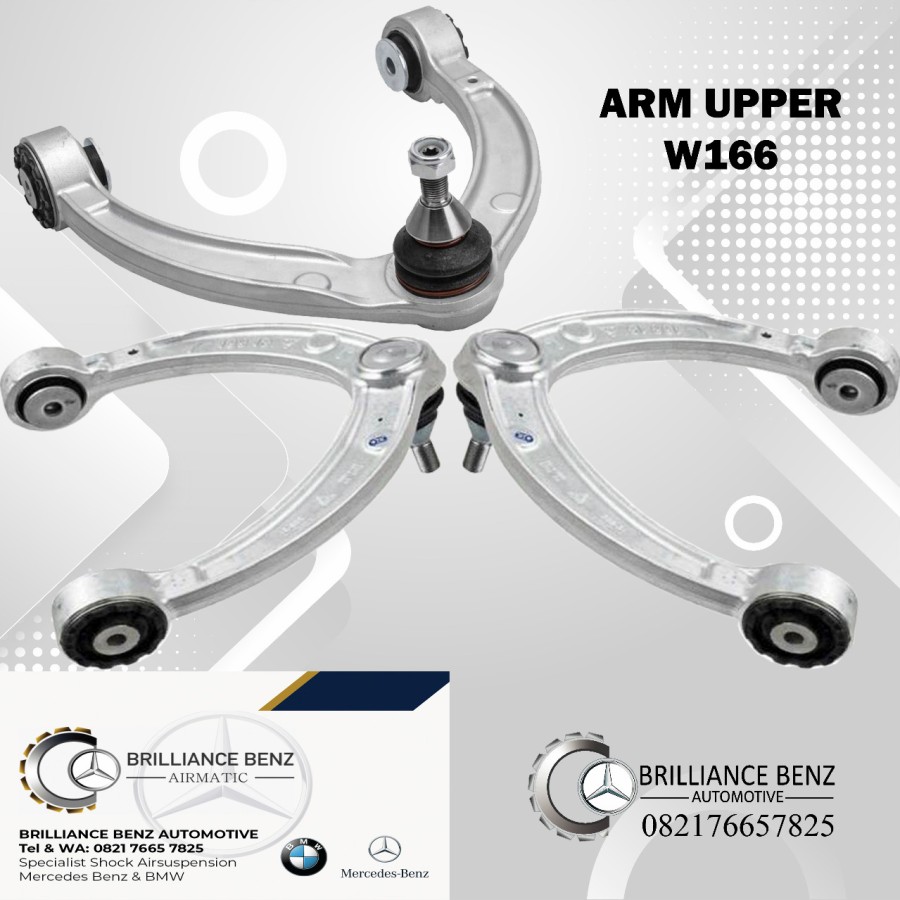 ARM UPPER
W166
BRILLIANCE BENZ
AIRMATIC
BRILLIANCE BENZ AUTOMOTIVE
Tel & WA: 0821 7665 7825
Specialist Shock Airsuspension
Mercedes Benz & BMW
BMW
Mercedes-Benz
BRILLIANCE BENZ
AUTOMOTIVE
082176657825